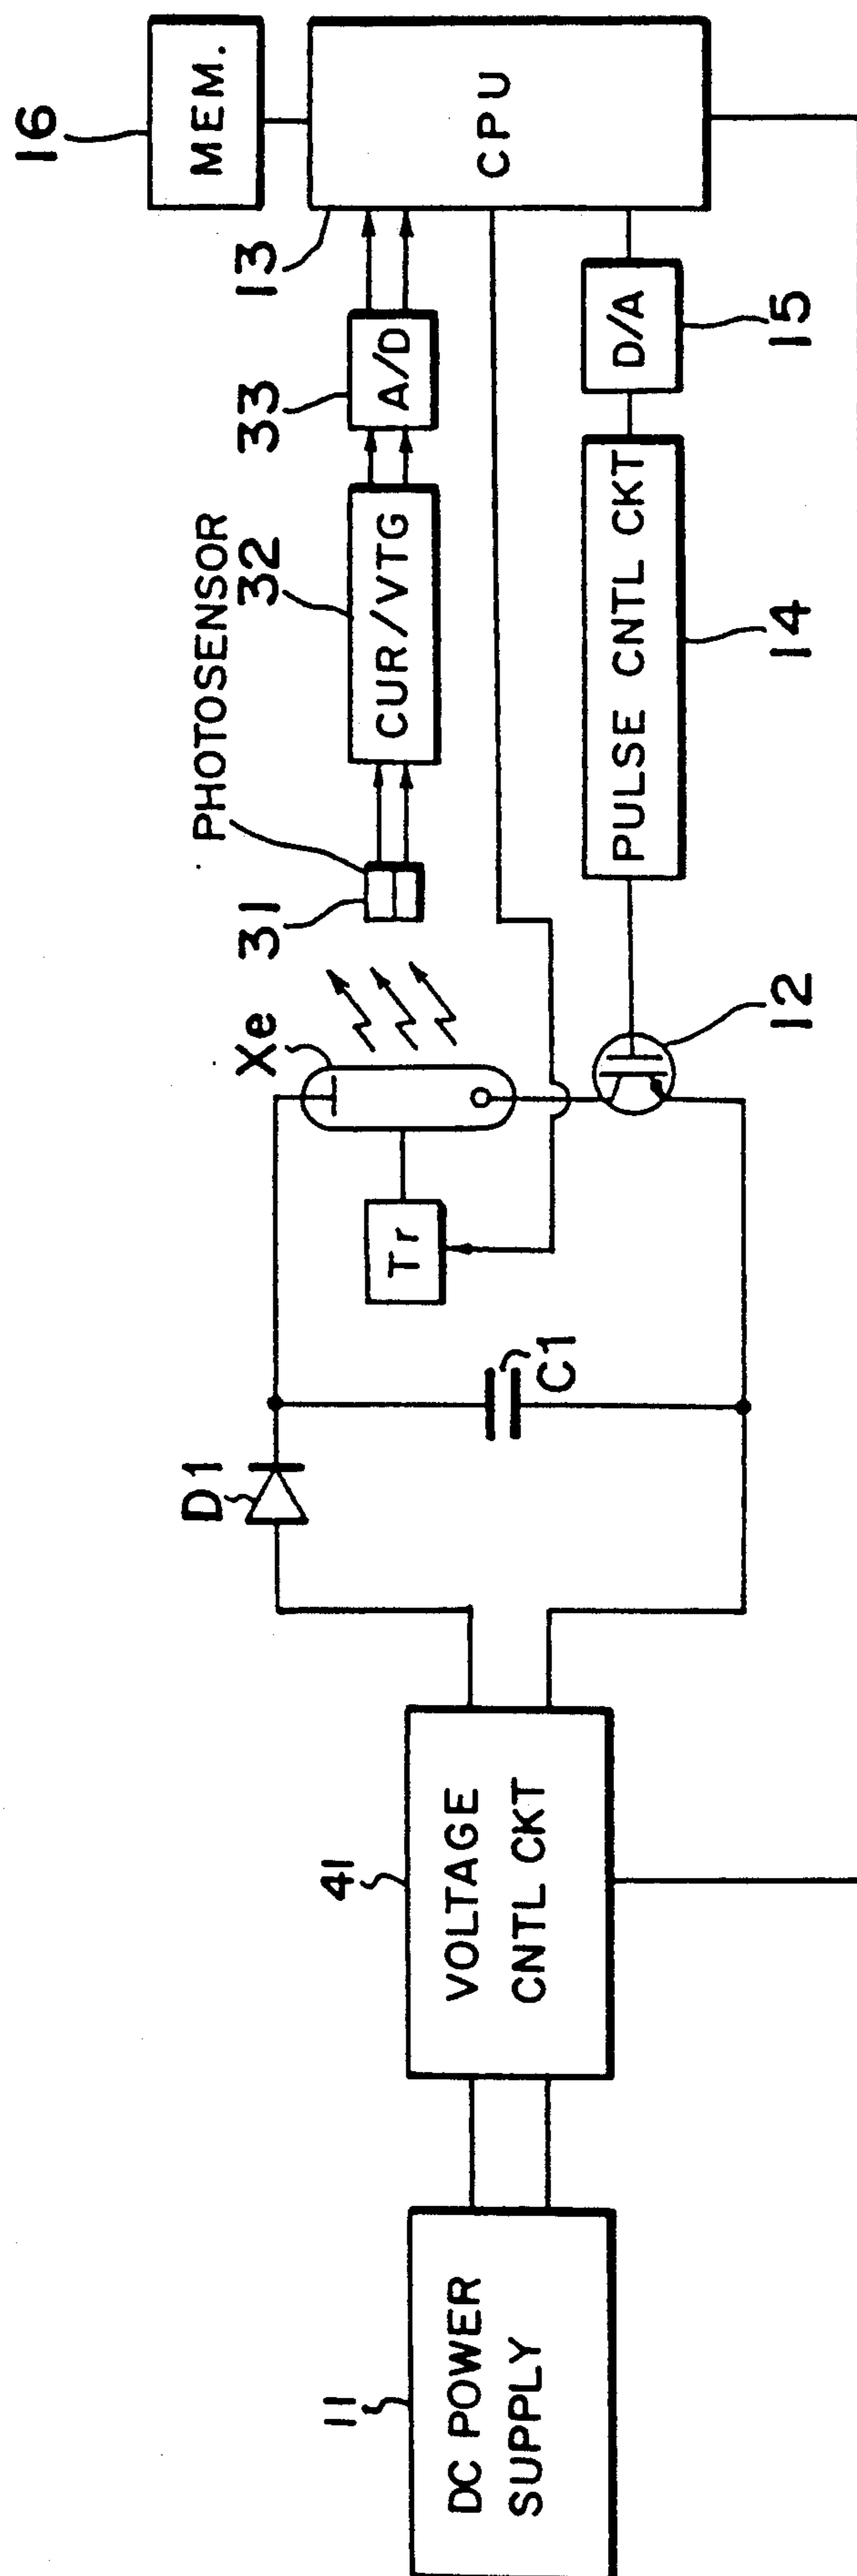 DC POWER
SUPPLY
11
VOLTAGE
CNTL CKT
41
D1
C1
Tr
Xe
12
31
PHOTOSENSOR
CUR/VTG
32
A/D
33
PULSE CNTL CKT
14
D/A
15
CPU
13
MEM.
16